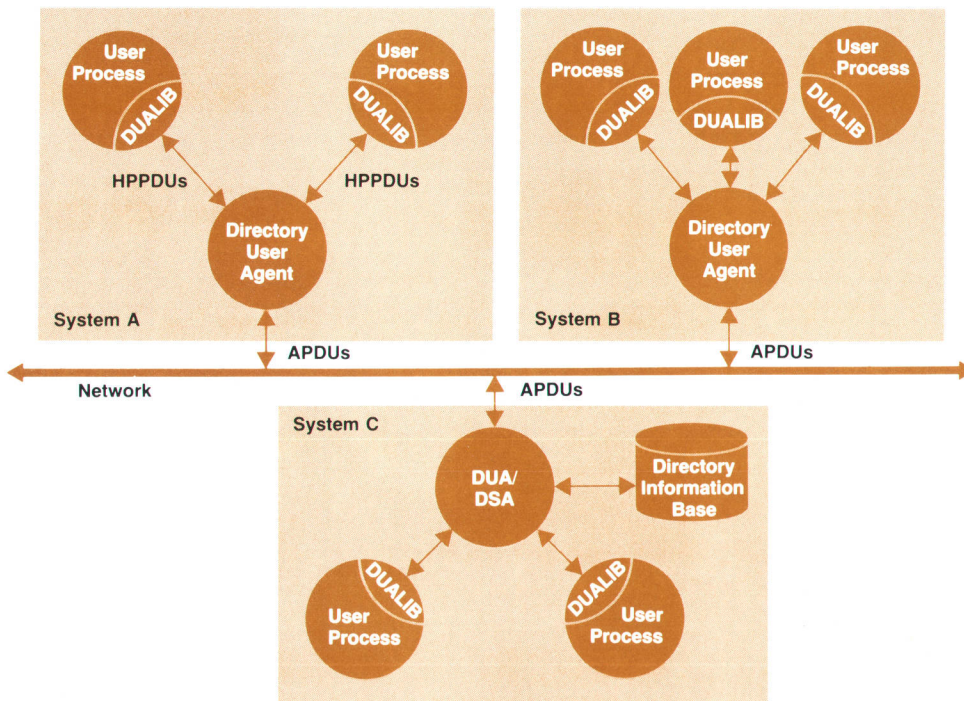 User
Process
DUALIB
User
Process
DUALIB
HPPDUs
HPPDUs
Directory
User
Agent
System A
APDUs
User
Process
DUALIB
User
Process
DUALIB
User
Process
DUALIB
Directory
User
Agent
System B
APDUs
Network
APDUs
System C
DUA/
DSA
Directory
Information
Base
DUALIB
User
Process
DUALIB
User
Process